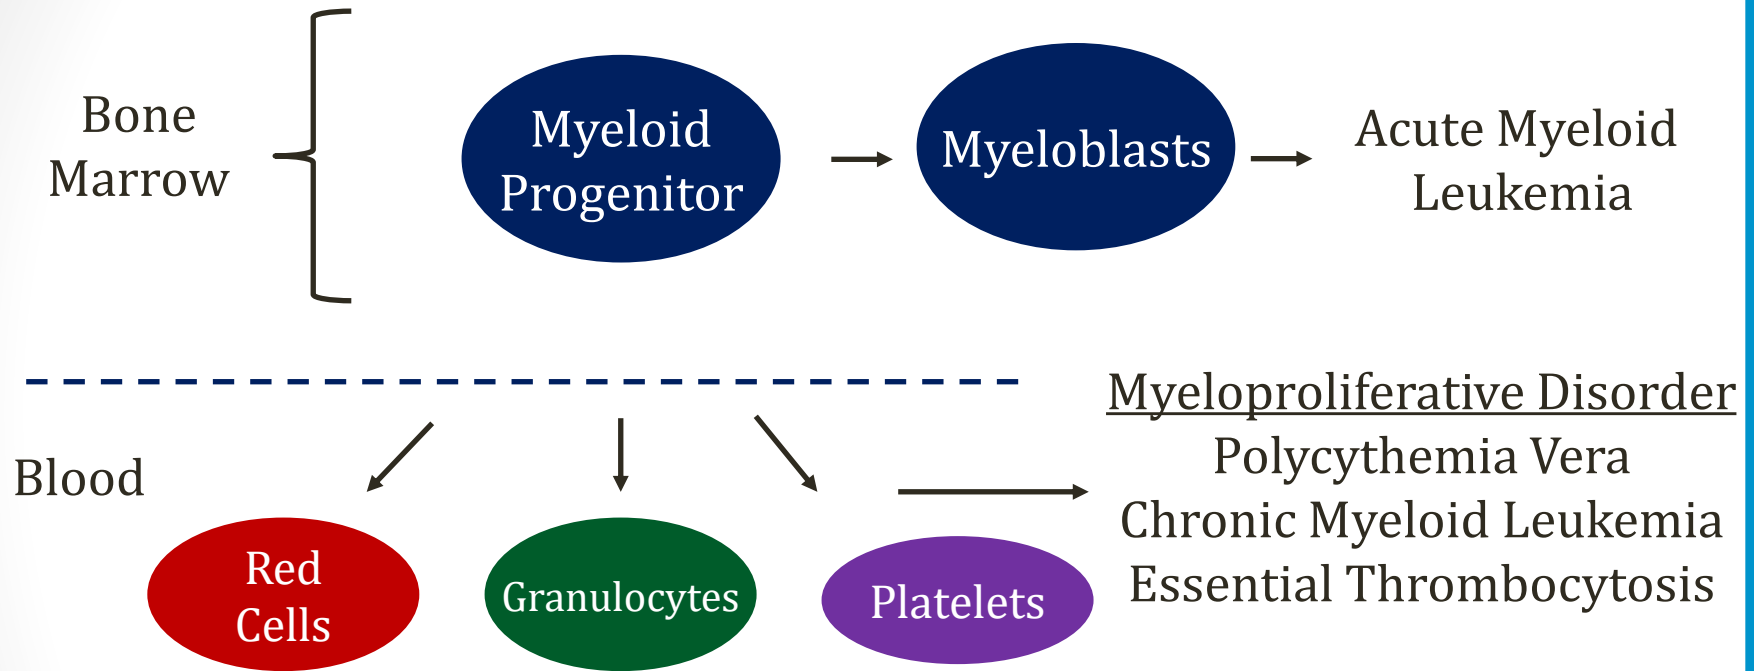 Bone
Marrow
Myeloid
Progenitor
Myeloblasts
Acute Myeloid
Leukemia
Blood
Red
Cells
Granulocytes
Platelets
Myeloproliferative Disorder
Polycythemia Vera
Chronic Myeloid Leukemia
Essential Thrombocytosis